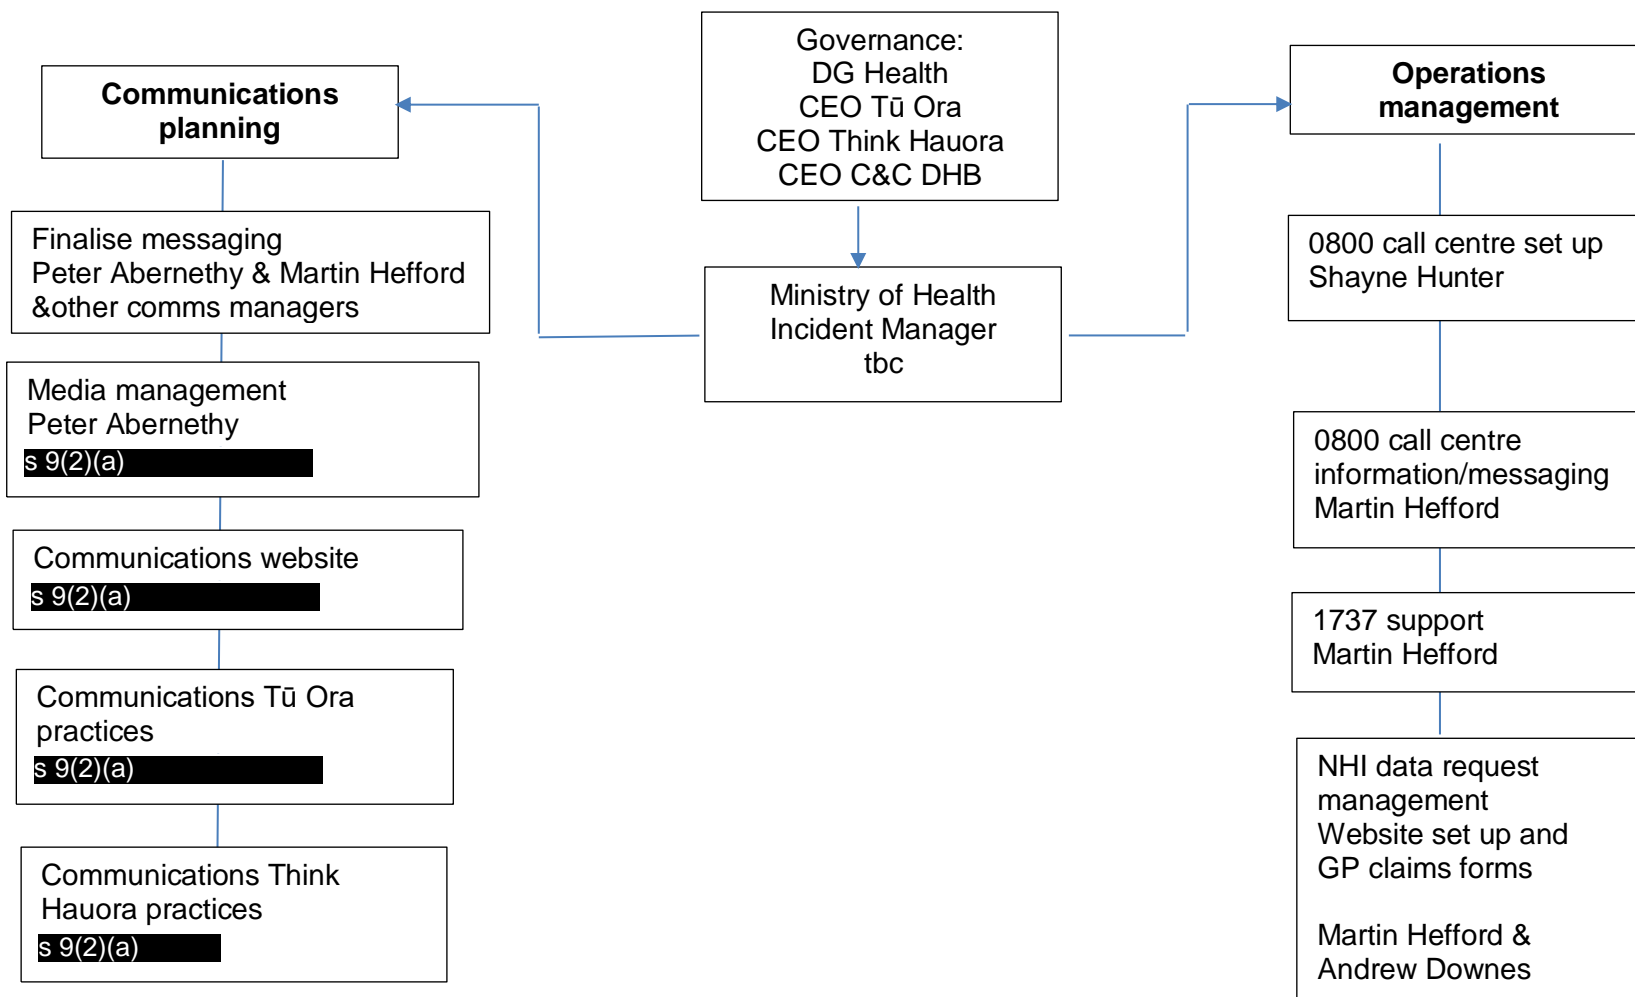 Governance:
DG Health
CEO Tū Ora
CEO Think Hauora
CEO C&C DHB
Ministry of Health
Incident Manager
tbc
Communications
planning
Finalise messaging
Peter Abernethy & Martin Hefford
&other comms managers
Media management
Peter Abernethy
s 9(2)(a)
Communications website
s 9(2)(a)
Communications Tū Ora
practices
s 9(2)(a)
Communications Think
Hauora practices
s 9(2)(a)
Operations
management
0800 call centre set up
Shayne Hunter
0800 call centre
information/messaging
Martin Hefford
1737 support
Martin Hefford
NHI data request
management
Website set up and
GP claims forms
Martin Hefford &
Andrew Downes